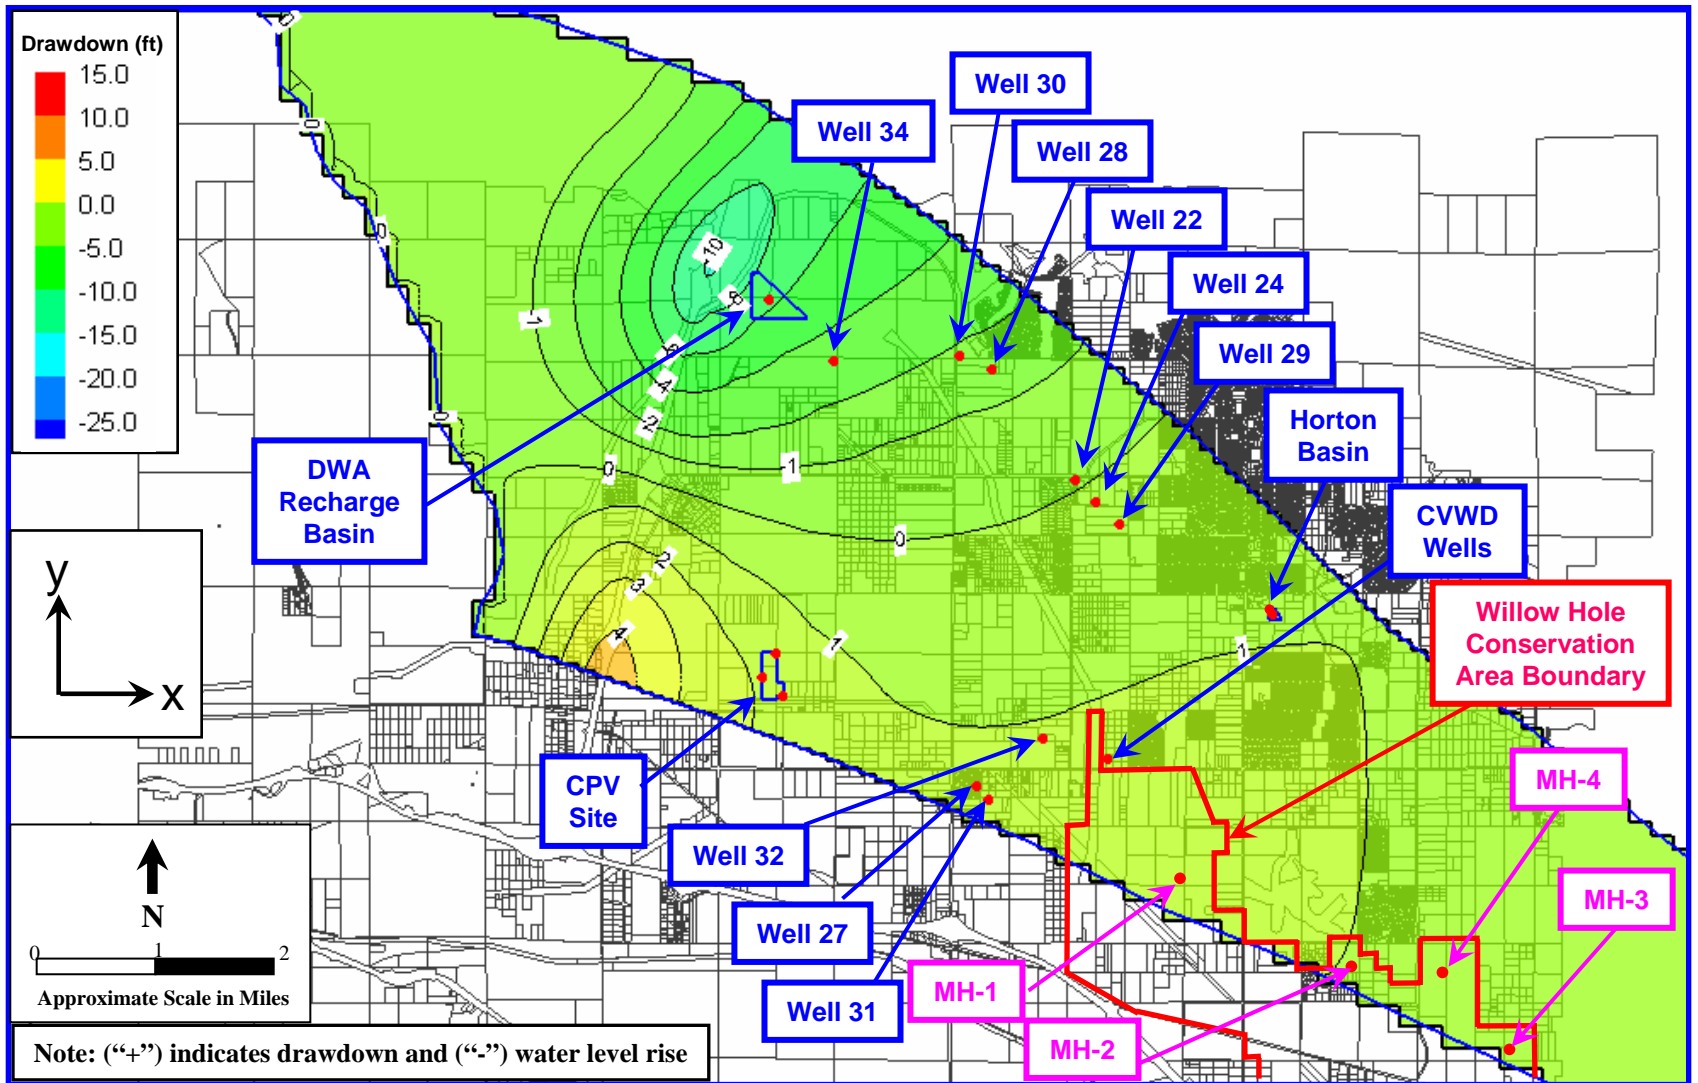 Drawdown (ft)
15.0
10.0
5.0
0.0
-5.0
-10.0
-15.0
-20.0
-25.0
0
0
0
0
Well 30
Well 34
Well 28
Well 22
Well 24
Well 29
Horton
Basin
CVWD
Wells
Willow Hole
Conservation
Area Boundary
-10
-8
-6
-4
-2
-1
-1
0
0
DWA
Recharge
Basin
y
x
2
3
4
1
1
CPV
Site
Well 32
Well 27
Well 31
MH-4
MH-3
MH-1
MH-2
N
0
1
2
Approximate Scale in Miles
Note: (“+”) indicates drawdown and (“-”) water level rise